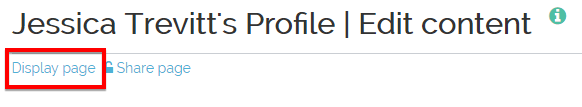 Jessica Trevitt's Profile | Edit content
Display page Share page